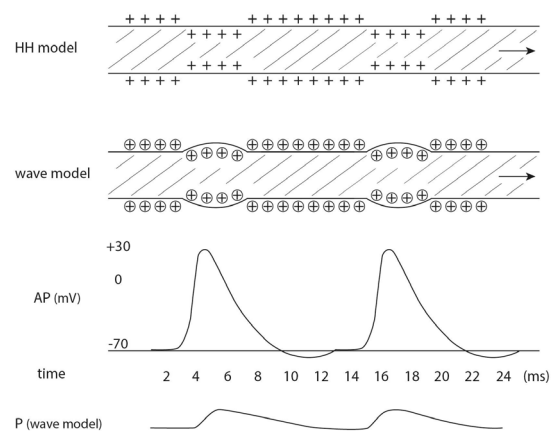 + + + + + + + + + + + + + + + +
HH model
+ + + + + + + +
+ + + + + + + +
+ + + + + + + + + + + + + + + +
wave model
+30
0
AP (mV)
-70
time 2 4 6 8 10 12 14 16 18 20 22 24 (ms)
P (wave model)